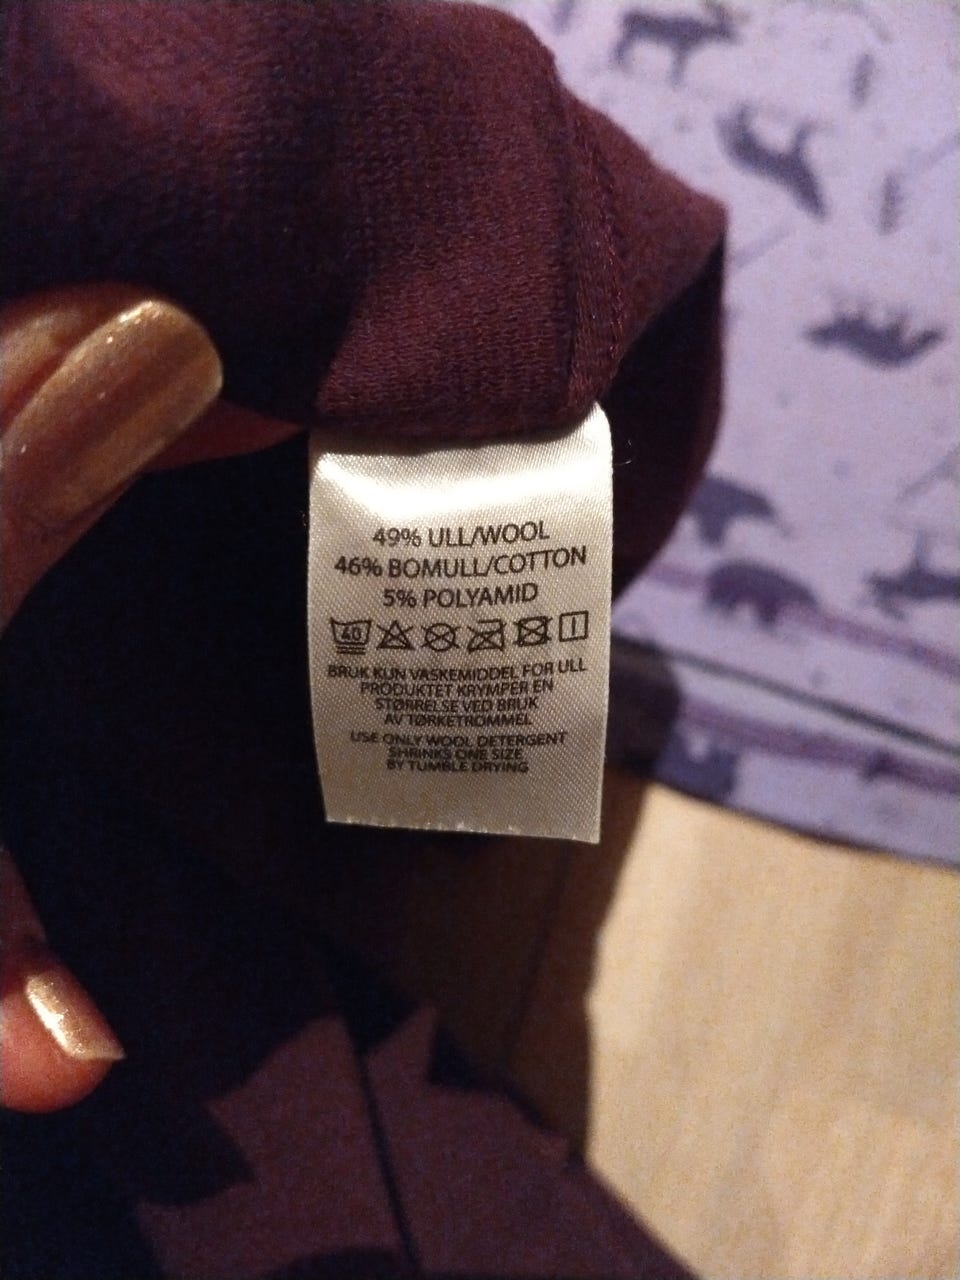 49% ULL/WOOL
46% BOMULL/COTTON
5% POLYAMID
40
BRUK KUN VASKEMIDDEL FOR ULL
PRODUKTET KRYMPER EN
STØRRELSE VED BRUK
AV TØRKETROMMEL
USE ONLY WOOL DETERGENT
SHRINKS ONE SIZE
BY TUMBLE DRYING